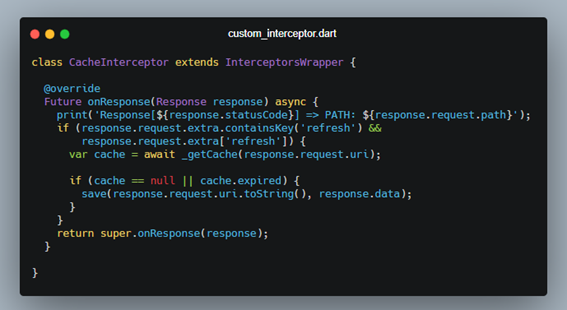 custom_interceptor.dart
class CacheInterceptor extends InterceptorsWrapper {
@override
Future onResponse(Response response) async {
print('Response[${response.statusCode}] => PATH: ${response.request.path}');
if (response.request.extra.containsKey('refresh') &&
response.request.extra['refresh']) {
var cache = await _getCache(response.request.uri);
if (cache == null || cache.expired) {
save(response.request.uri.toString(), response.data);
}
}
return super.onResponse(response);
}
}